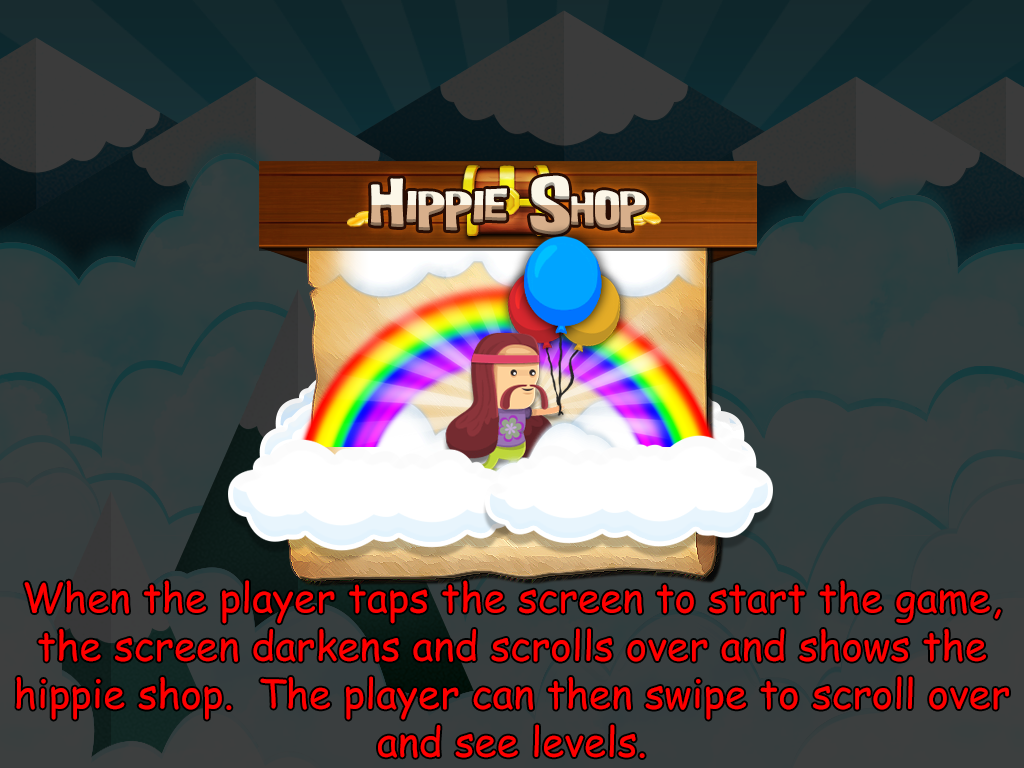 Hippie Shop
When the player taps the screen to start the game,
the screen darkens and scrolls over and shows the
hippie shop.  The player can then swipe to scroll over
and see levels.